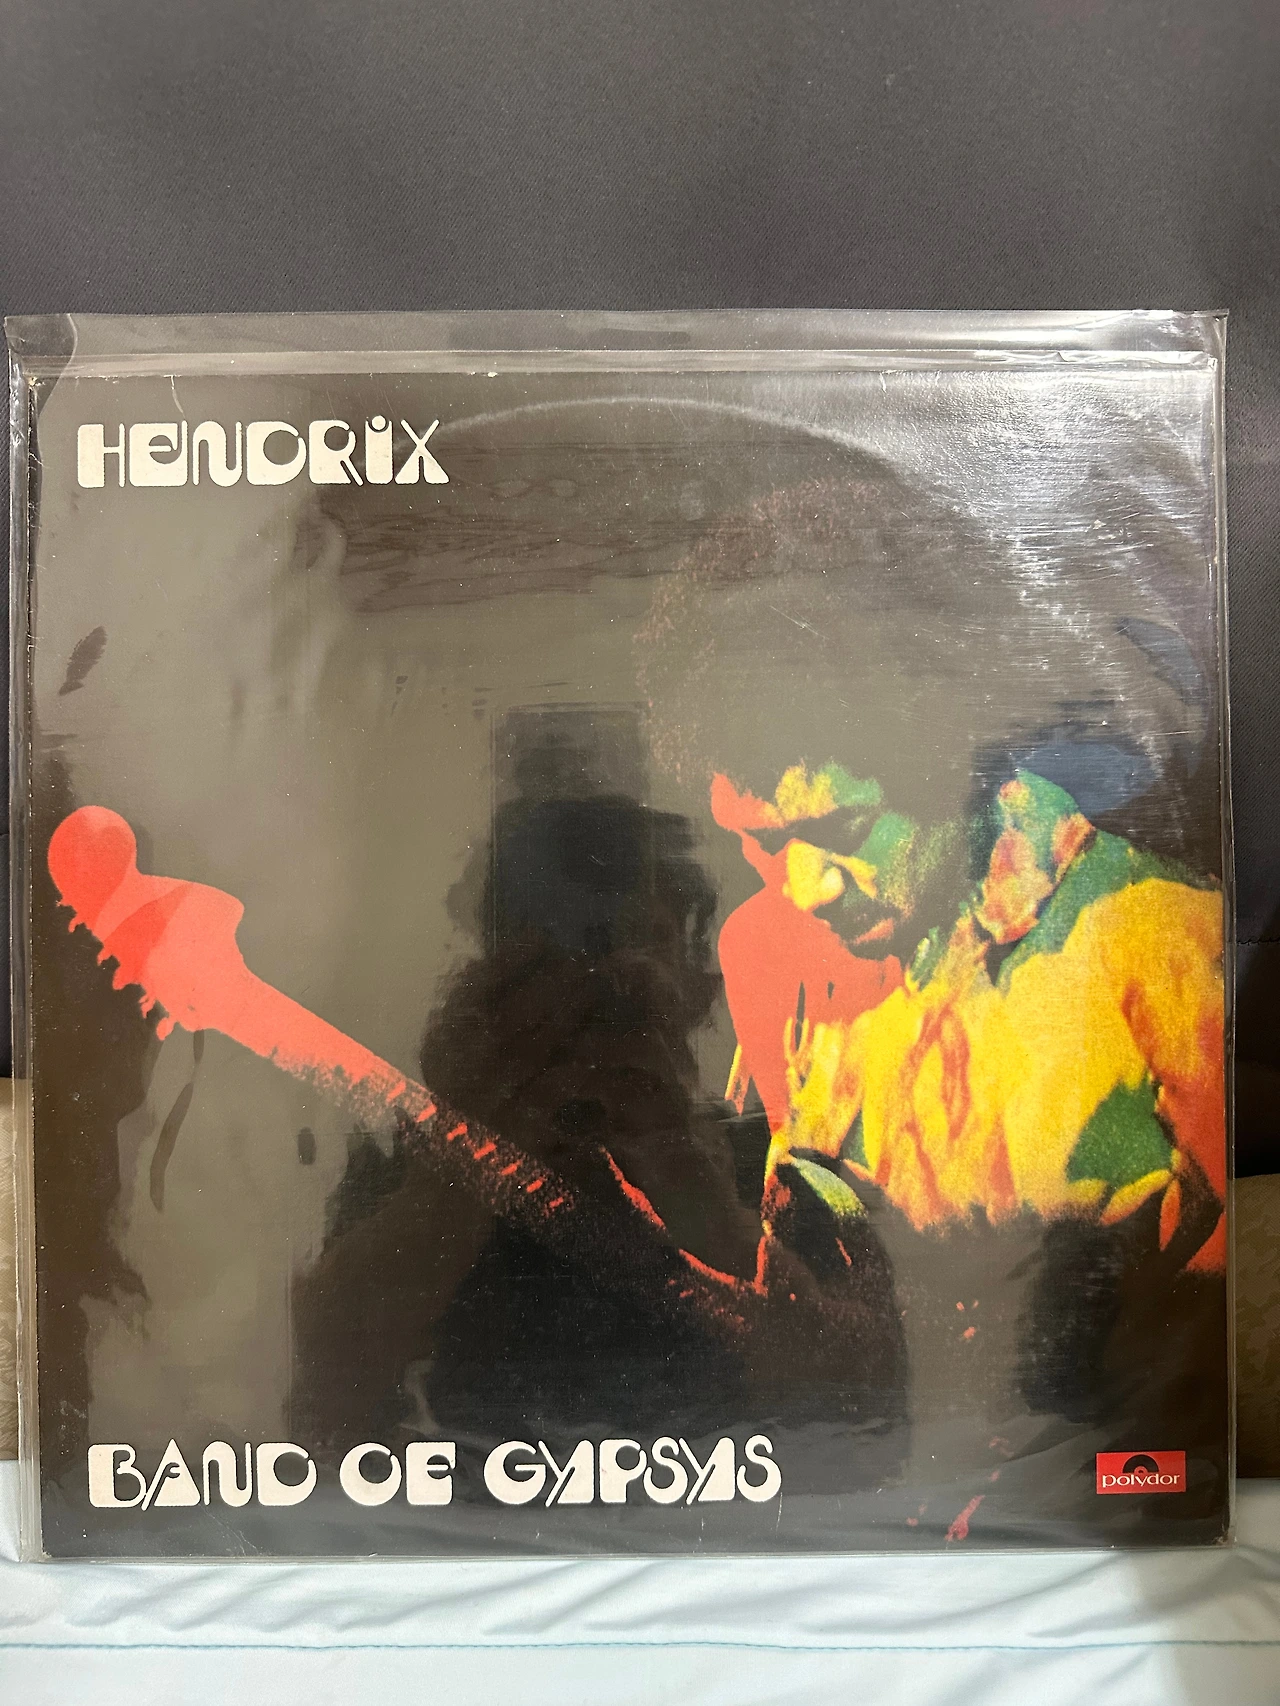 HENDRIX
BAND OF GYPSYS
polydor